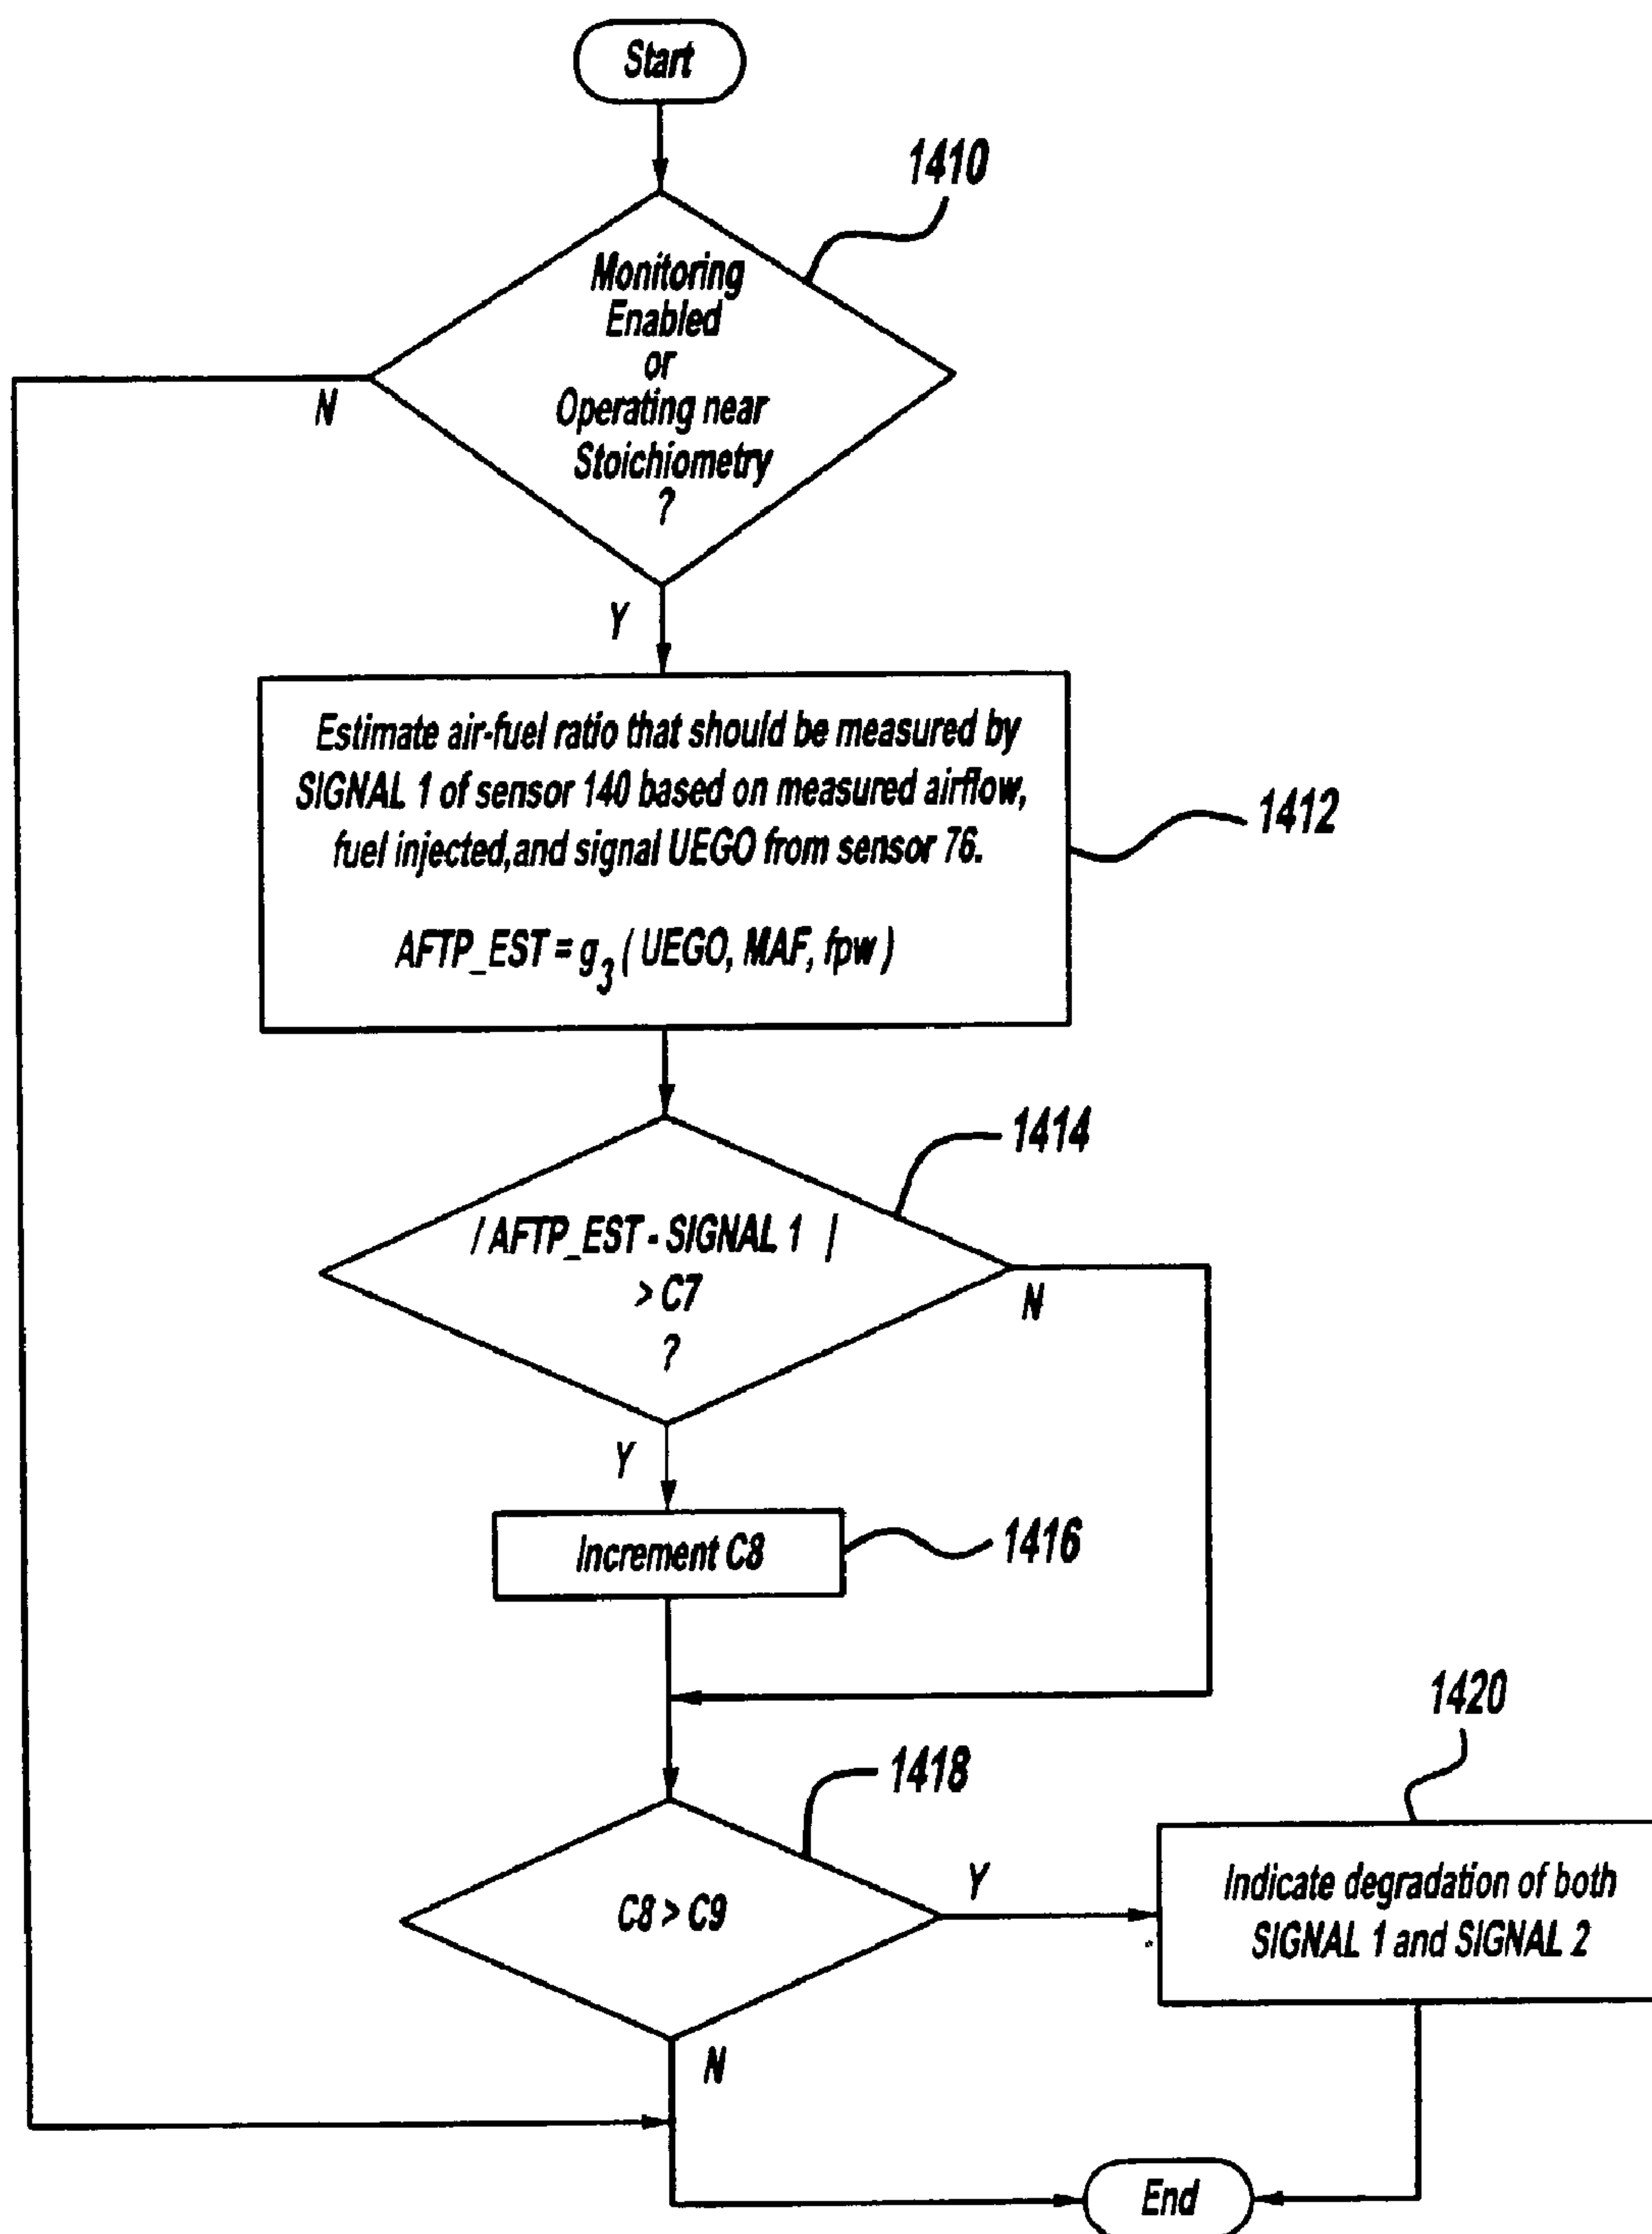 Start
1410
Monitoring
Enabled
or
Operating near
Stoichiometry
?
N
Y
Estimate air-fuel ratio that should be measured by
SIGNAL 1 of sensor 140 based on measured airflow,
fuel injected,and signal UEGO from sensor 76.
AFTP_EST = g3 ( UEGO, MAF, fpw )
1412
1414
/ AFTP_EST - SIGNAL 1 |
> C7
?
N
Y
Increment C8
1416
1418
1420
C8 > C9
Y
Indicate degradation of both
SIGNAL 1 and SIGNAL 2
N
End